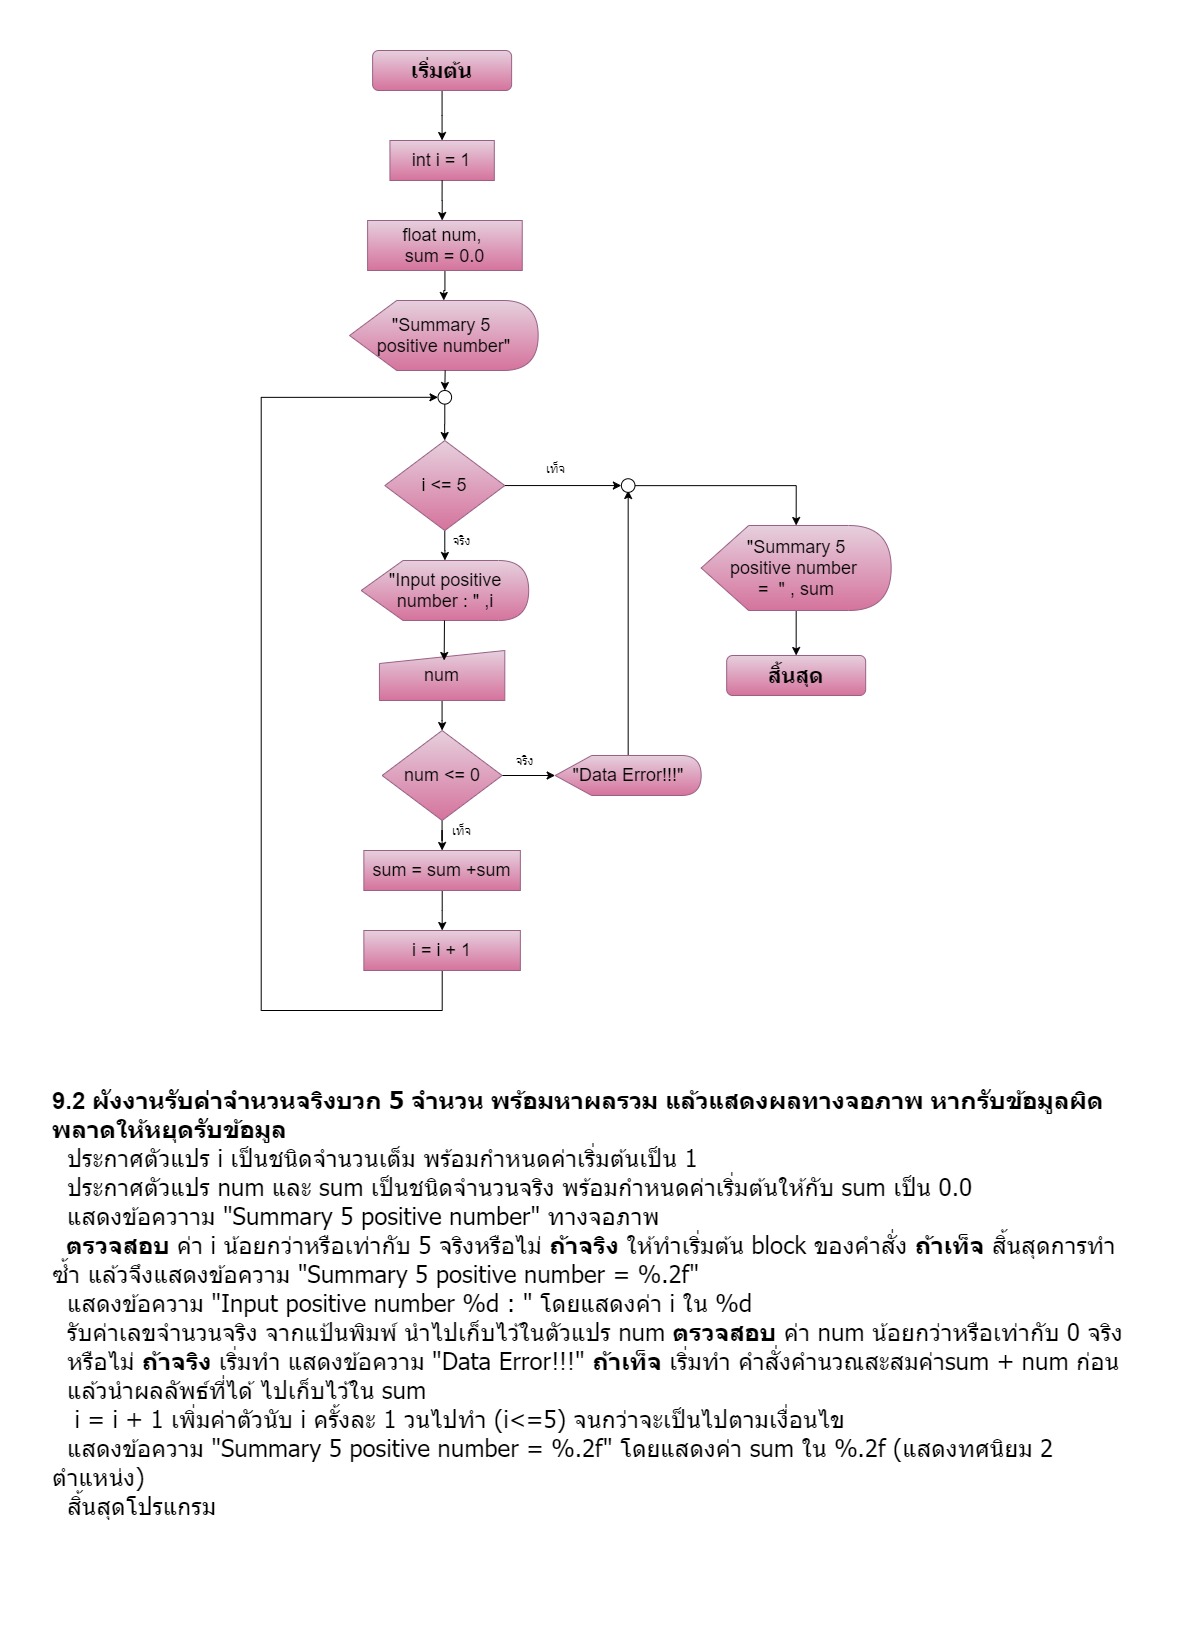 เริ่มต้น
int i = 1
float num,
sum = 0.0
"Summary 5
positive number"
i <= 5
เท็จ
จริง
"Input positive
number : " ,i
num
num <= 0
จริง
"Data Error!!!"
เท็จ
sum = sum +sum
i = i + 1
"Summary 5
positive number
= " , sum
สิ้นสุด
9.2 ผังงานรับค่าจำนวนจริงบวก 5 จำนวน พร้อมหาผลรวม แล้วแสดงผลทางจอภาพ หากรับข้อมูลผิด
พลาดให้หยุดรับข้อมูล
ประกาศตัวแปร i เป็นชนิดจำนวนเต็ม พร้อมกำหนดค่าเริ่มต้นเป็น 1
ประกาศตัวแปร num และ sum เป็นชนิดจำนวนจริง พร้อมกำหนดค่าเริ่มต้นให้กับ sum เป็น 0.0
แสดงข้อควาาม "Summary 5 positive number" ทางจอภาพ
ตรวจสอบ ค่า i น้อยกว่าหรือเท่ากับ 5 จริงหรือไม่ ถ้าจริง ให้ทำเริ่มต้น block ของคำสั่ง ถ้าเท็จ สิ้นสุดการทำ
ซ้ำ แล้วจึงแสดงข้อความ "Summary 5 positive number = %.2f"
แสดงข้อความ "Input positive number %d : " โดยแสดงค่า i ใน %d
รับค่าเลขจำนวนจริง จากแป้นพิมพ์ นำไปเก็บไว้ในตัวแปร num ตรวจสอบ ค่า num น้อยกว่าหรือเท่ากับ 0 จริง
หรือไม่ ถ้าจริง เริ่มทำ แสดงข้อความ "Data Error!!!" ถ้าเท็จ เริ่มทำ คำสั่งคำนวณสะสมค่าsum + num ก่อน
แล้วนำผลลัพธ์ที่ได้ ไปเก็บไว้ใน sum
i = i + 1 เพิ่มค่าตัวนับ i ครั้งละ 1 วนไปทำ (i<=5) จนกว่าจะเป็นไปตามเงื่อนไข
แสดงข้อความ "Summary 5 positive number = %.2f" โดยแสดงค่า sum ใน %.2f (แสดงทศนิยม 2
ตำแหน่ง)
สิ้นสุดโปรแกรม